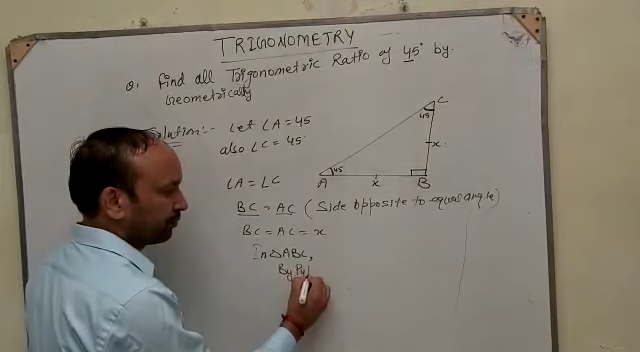 TRIGONOMETRY
Q. Find all Trigonometric Ratio of 45° by
Geometrically
Solution:- Let ∠A = 45
also ∠C = 45°
∠A = ∠C
BC = AC (Side opposite to equal angle)
BC = AC = x
In △ABC,
By Py
C
45
x
45
A
x
B